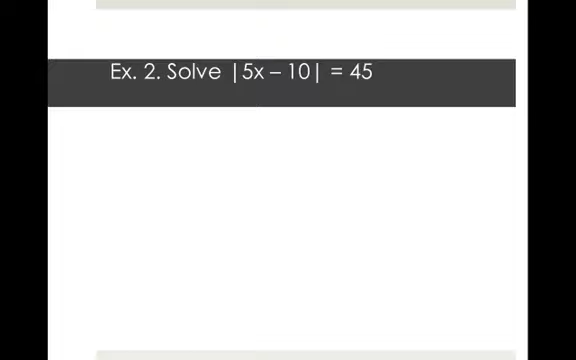 Ex. 2. Solve |5x – 10| = 45